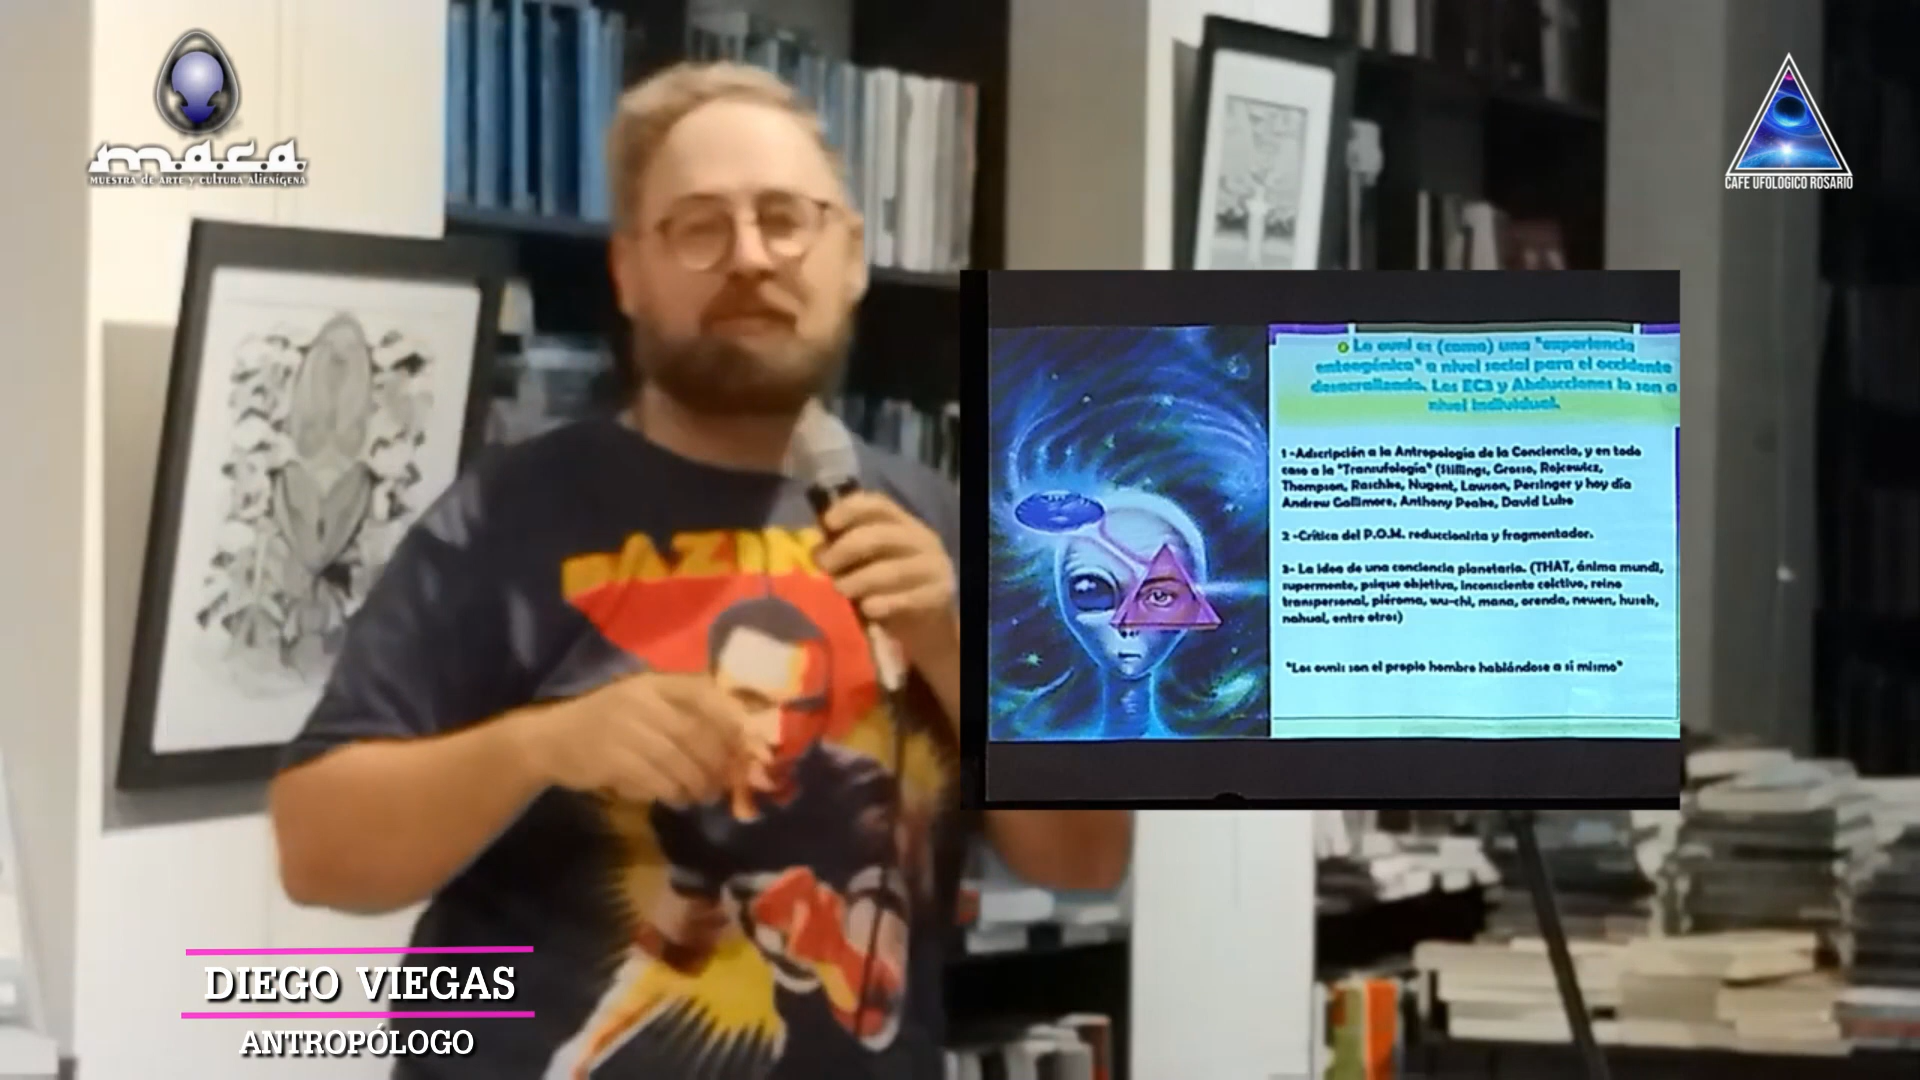 m.a.c.a.
MUESTRA de ARTE y CULTURA ALIENÍGENA
CAFE UFOLOGICO ROSARIO
BAZIN
Lo ovni es (como) una "experiencia
enteogénica" a nivel social para el occidente
desacralizado. Los EC3 y Abducciones lo son a
nivel individual.
1 -Adscripción a la Antropología de la Conciencia, y en todo
caso a la "Transufología" (Stillings, Grosso, Rojcewicz,
Thompson, Raschke, Nugent, Lawson, Persinger y hoy día
Andrew Gallimore, Anthony Peake, David Luke
2 -Crítica del P.O.M. reduccionista y fragmentador.
3- La idea de una conciencia planetaria. (THAT, ánima mundi,
supermente, psique objetiva, inconsciente colctivo, reino
transpersonal, pléroma, wu-chi, mana, orenda, newen, huseh,
nahual, entre otros)
"Los ovnis son el propio hombre hablándose a sí mismo"
DIEGO VIEGAS
ANTROPÓLOGO